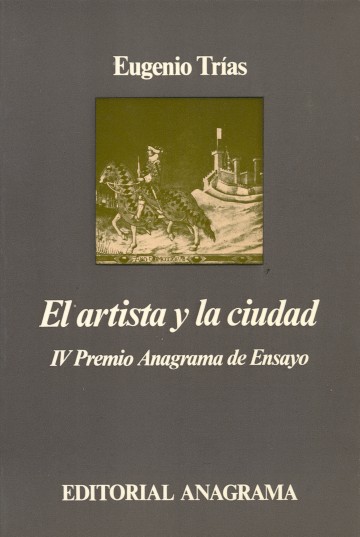 Eugenio Trías
El artista y la ciudad
IV Premio Anagrama de Ensayo
EDITORIAL ANAGRAMA